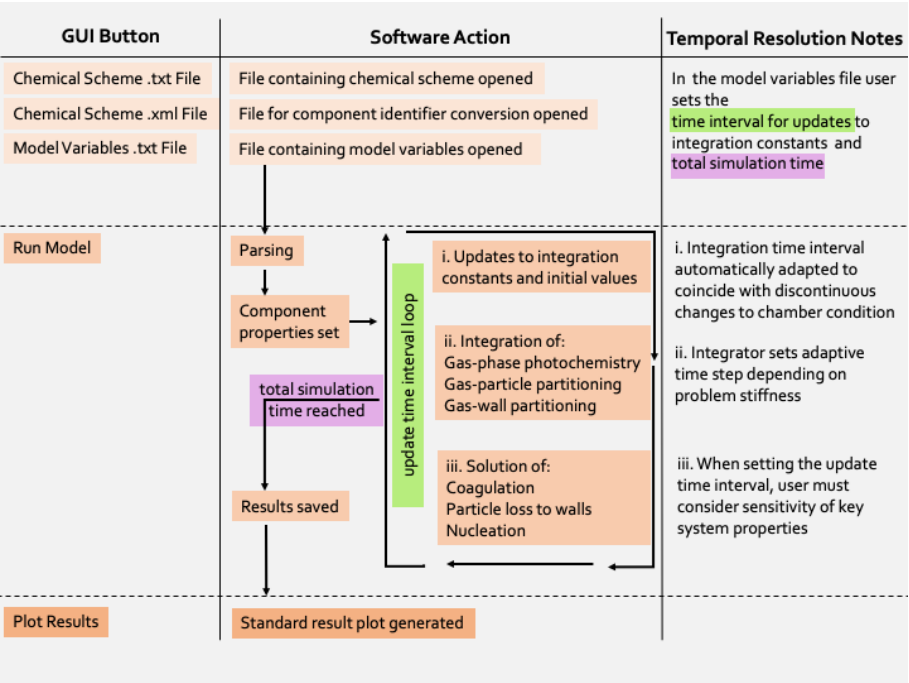 GUI Button
Software Action
Temporal Resolution Notes
Chemical Scheme .txt File
File containing chemical scheme opened
Chemical Scheme .xml File
File for component identifier conversion opened
Model Variables .txt File
File containing model variables opened
In the model variables file user
sets the
time interval for updates to
integration constants and
total simulation time
Run Model
Parsing
Component
properties set
total simulation
time reached
Results saved
update time interval loop
i. Updates to integration
constants and initial values
ii. Integration of:
Gas-phase photochemistry
Gas-particle partitioning
Gas-wall partitioning
iii. Solution of:
Coagulation
Particle loss to walls
Nucleation
i. Integration time interval
automatically adapted to
coincide with discontinuous
changes to chamber condition
ii. Integrator sets adaptive
time step depending on
problem stiffness
iii. When setting the update
time interval, user must
consider sensitivity of key
system properties
Plot Results
Standard result plot generated